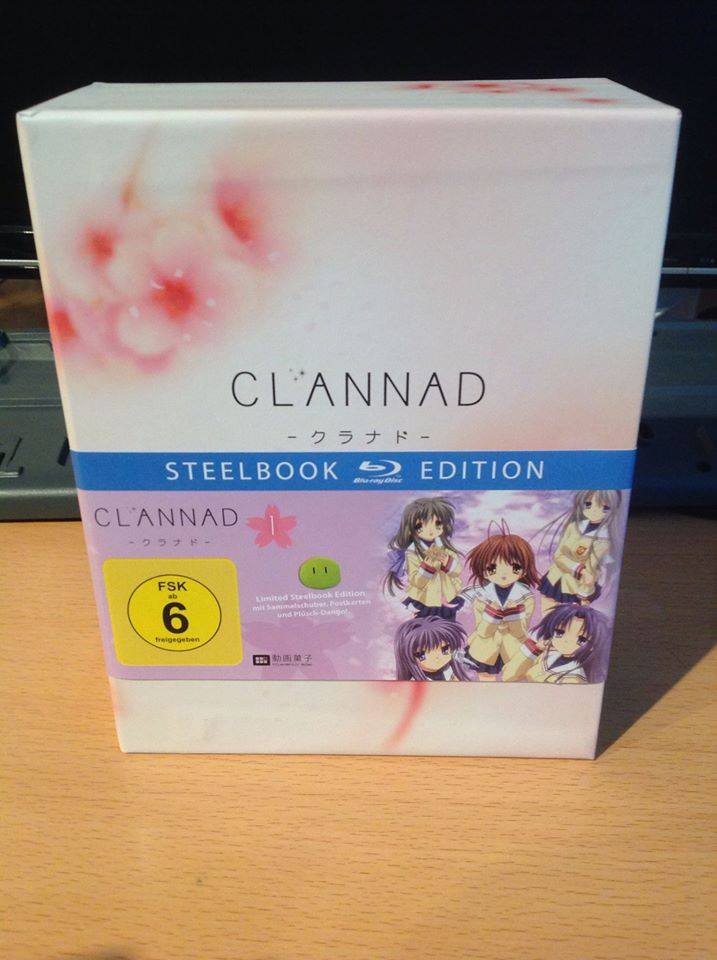 CLANNAD
-クラナド-
STEELBOOK Blu-ray Disc EDITION
CLANNAD 1
-クラナド-
FSK
ab
6
freigegeben
Limited Steelbook Edition
mit Sammelschuber, Postkarten
und Plüsch-Dango!
動画菓子